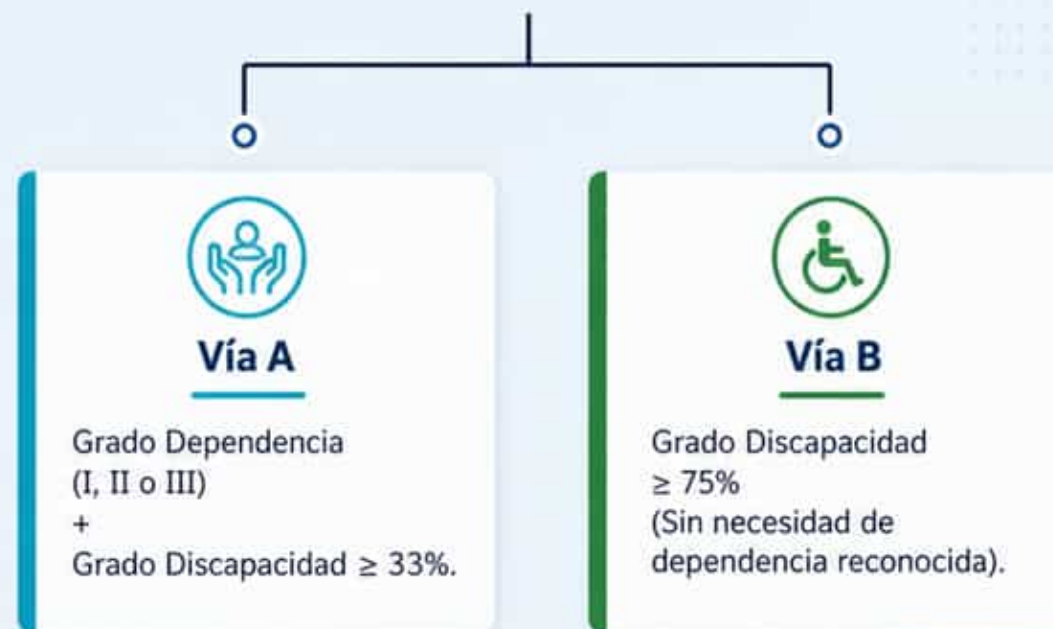 Vía A
Grado Dependencia
(I, II o III)
+
Grado Discapacidad ≥ 33%.
Vía B
Grado Discapacidad
≥ 75%
(Sin necesidad de
dependencia reconocida).